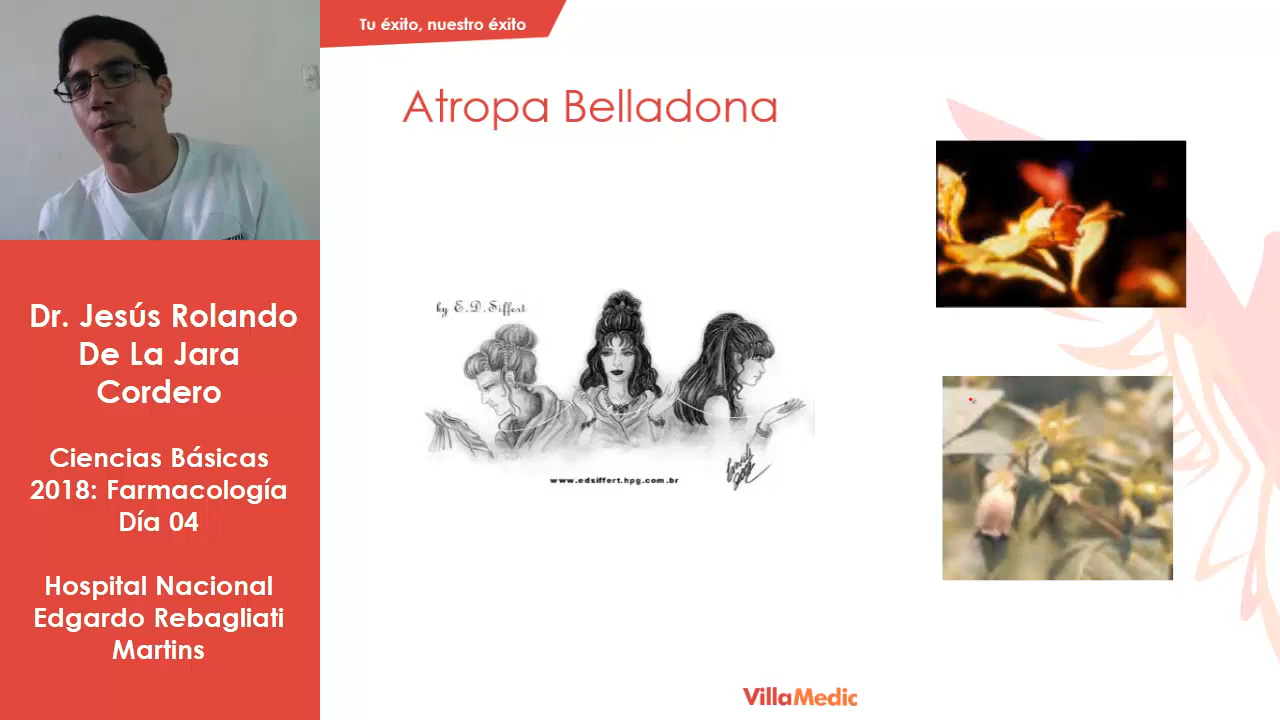 Tu éxito, nuestro éxito
Atropa Belladona
by E.D.Siffert
www.edsiffert.hpg.com.br
Dr. Jesús Rolando
De La Jara
Cordero
Ciencias Básicas
2018: Farmacología
Día 04
Hospital Nacional
Edgardo Rebagliati
Martins
VillaMedic